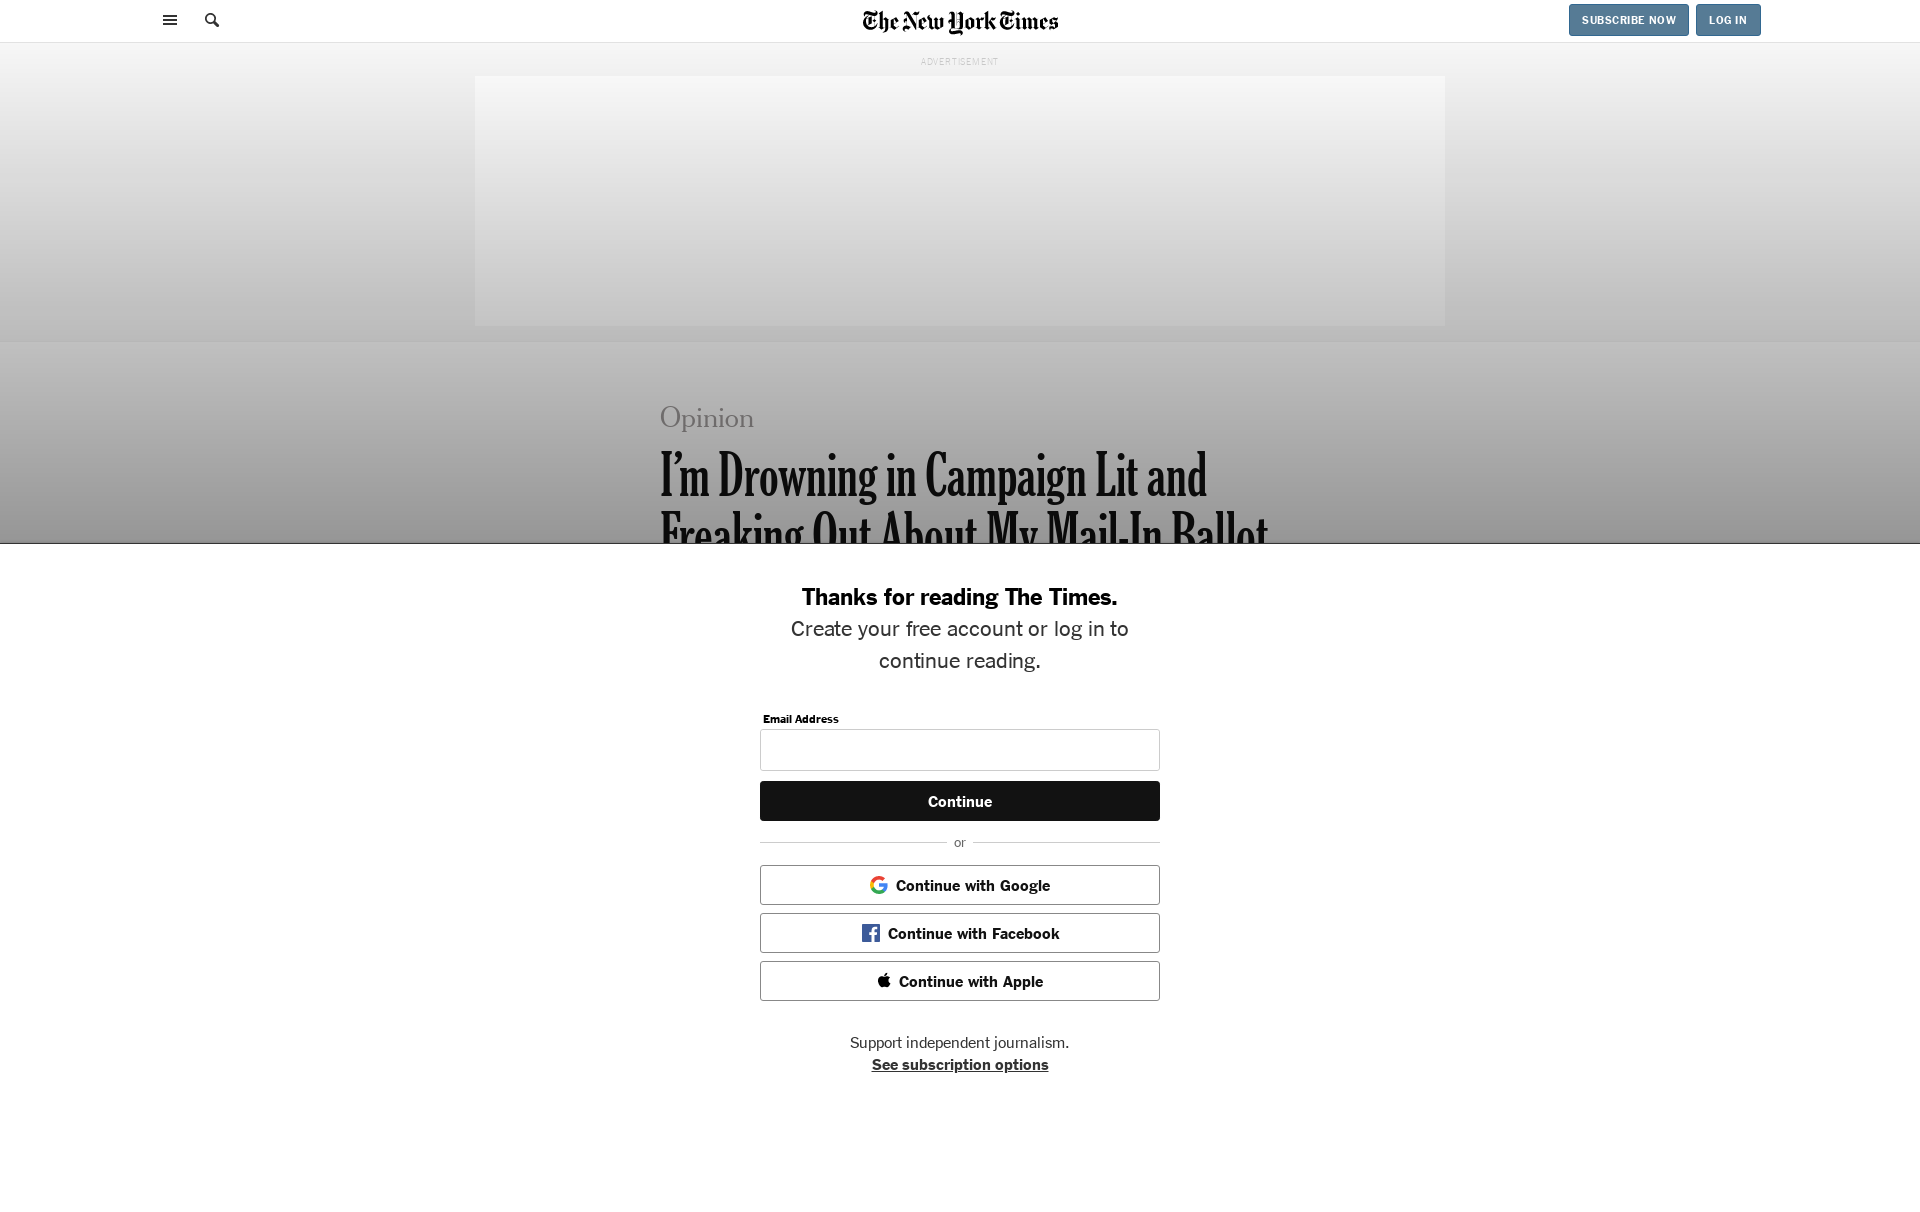 The New York Times
SUBSCRIBE NOW
LOG IN
ADVERTISEMENT
Opinion
I’m Drowning in Campaign Lit and
Freaking Out About My Mail-In Ballot
Thanks for reading The Times.
Create your free account or log in to
continue reading.
Email Address
Continue
or
Continue with Google
Continue with Facebook
Continue with Apple
Support independent journalism.
See subscription options